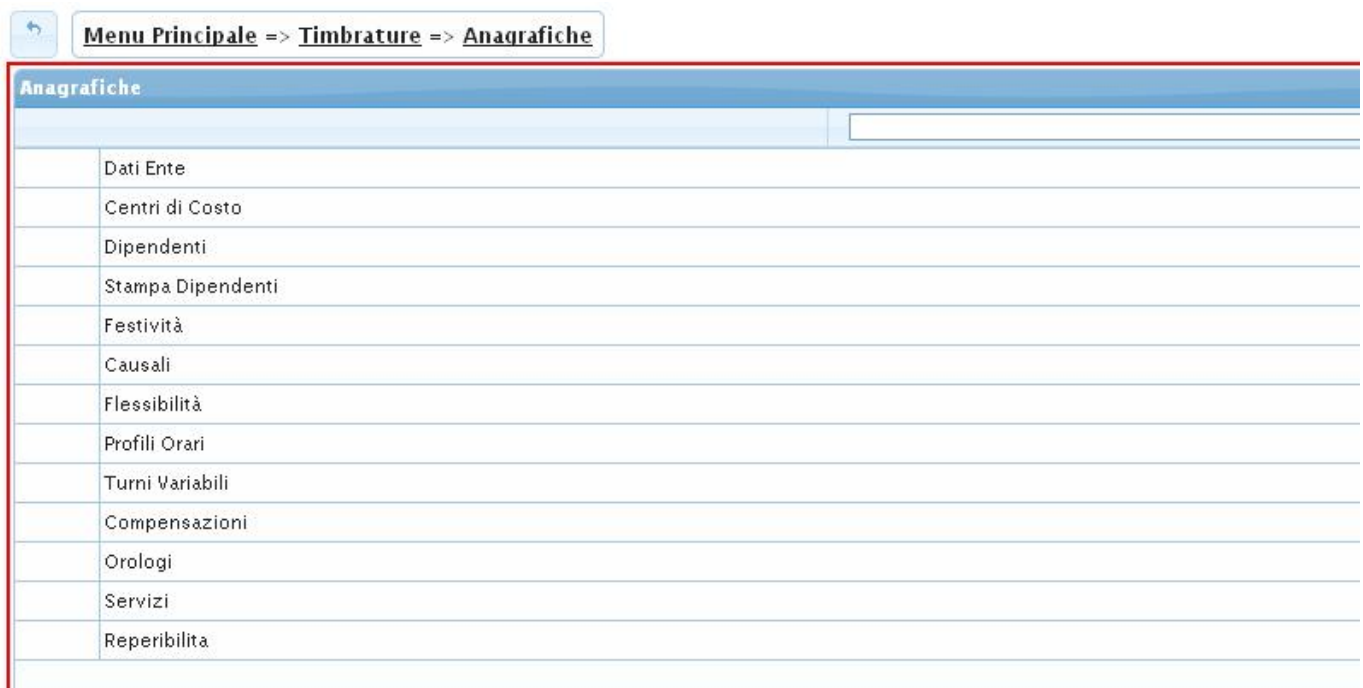 Menu Principale => Timbrature => Anagrafiche
Anagrafiche
Dati Ente
Centri di Costo
Dipendenti
Stampa Dipendenti
Festività
Causali
Flessibilità
Profili Orari
Turni Variabili
Compensazioni
Orologi
Servizi
Reperibilita